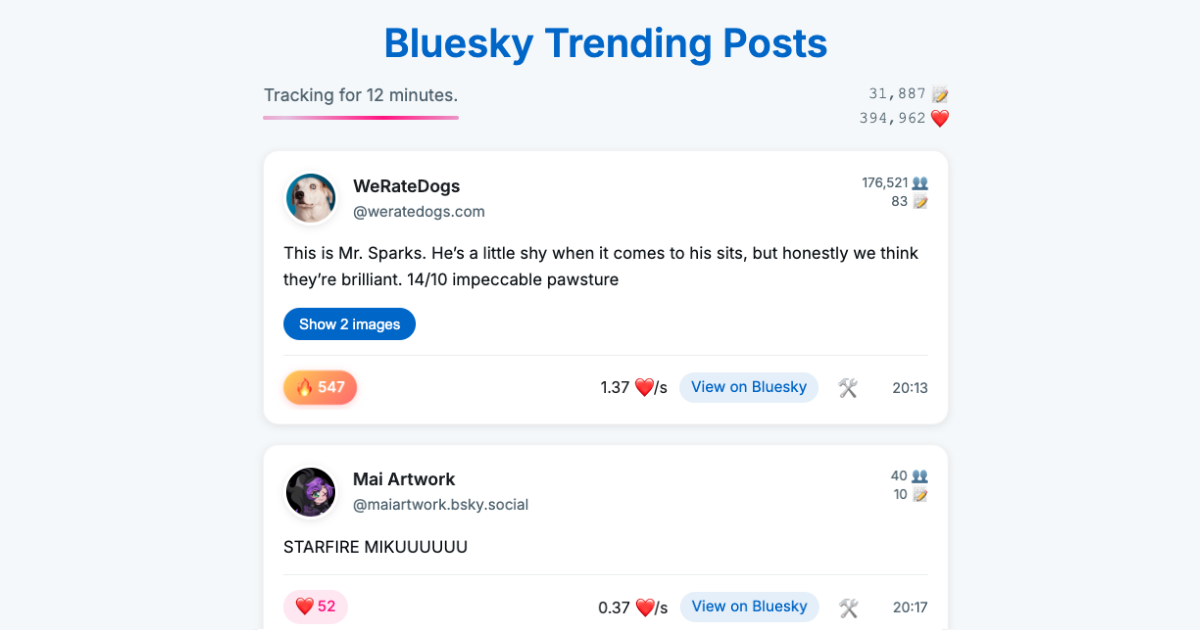 Bluesky Trending Posts
Tracking for 12 minutes.
31,887 📝
394,962 ❤️
WeRateDogs
@weratedogs.com
176,521 👥
83 📝
This is Mr. Sparks. He’s a little shy when it comes to his sits, but honestly we think
they’re brilliant. 14/10 impeccable pawsture
Show 2 images
🔥 547
1.37 ❤️/s
View on Bluesky
🛠️
20:13
Mai Artwork
@maiartwork.bsky.social
40 👥
10 📝
STARFIRE MIKUUUUUU
❤️ 52
0.37 ❤️/s
View on Bluesky
🛠️
20:17